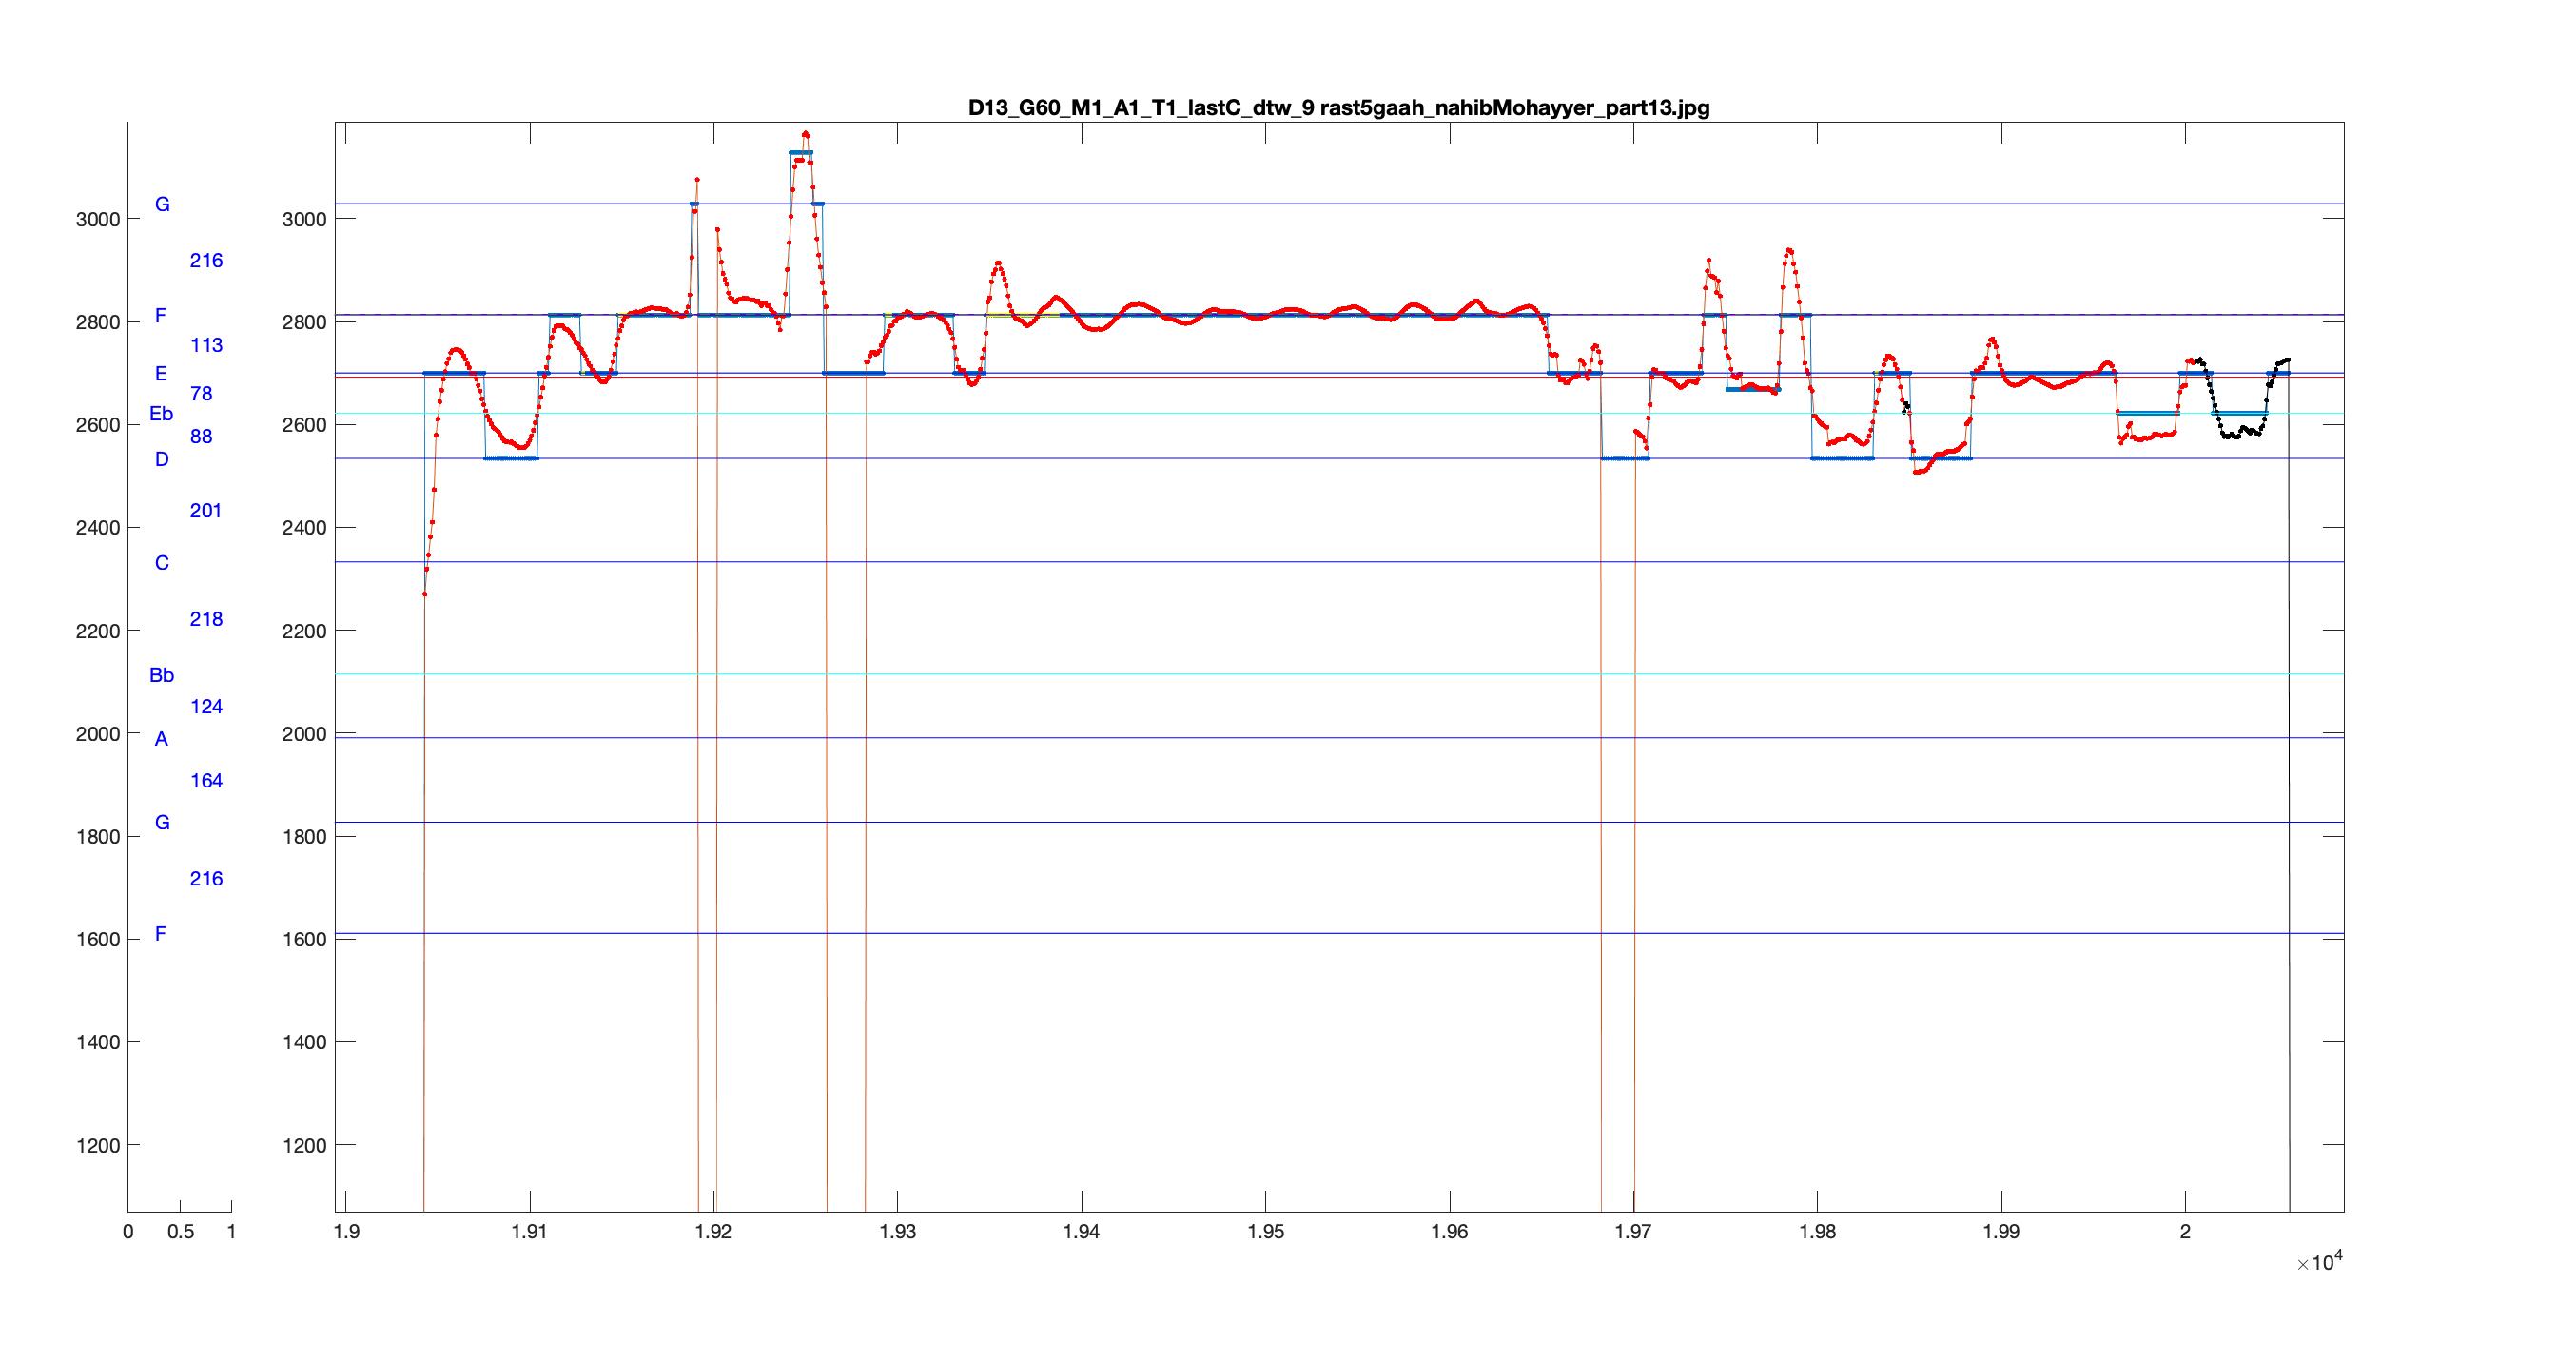 D13_G60_M1_A1_T1_lastC_dtw_9 rast5gaah_nahibMohayyer_part13.jpg
G
3000 3000
216
F
2800 2800
113
E
78
2600 Eb 2600
88
D
201
2400 2400
C
218
2200 2200
Bb
124
2000 A 2000
164
G
1800 1800
216
F
1600 1600
1400 1400
1200 1200
0 0.5 1 1.9 1.91 1.92 1.93 1.94 1.95 1.96 1.97 1.98 1.99 2
×10⁴